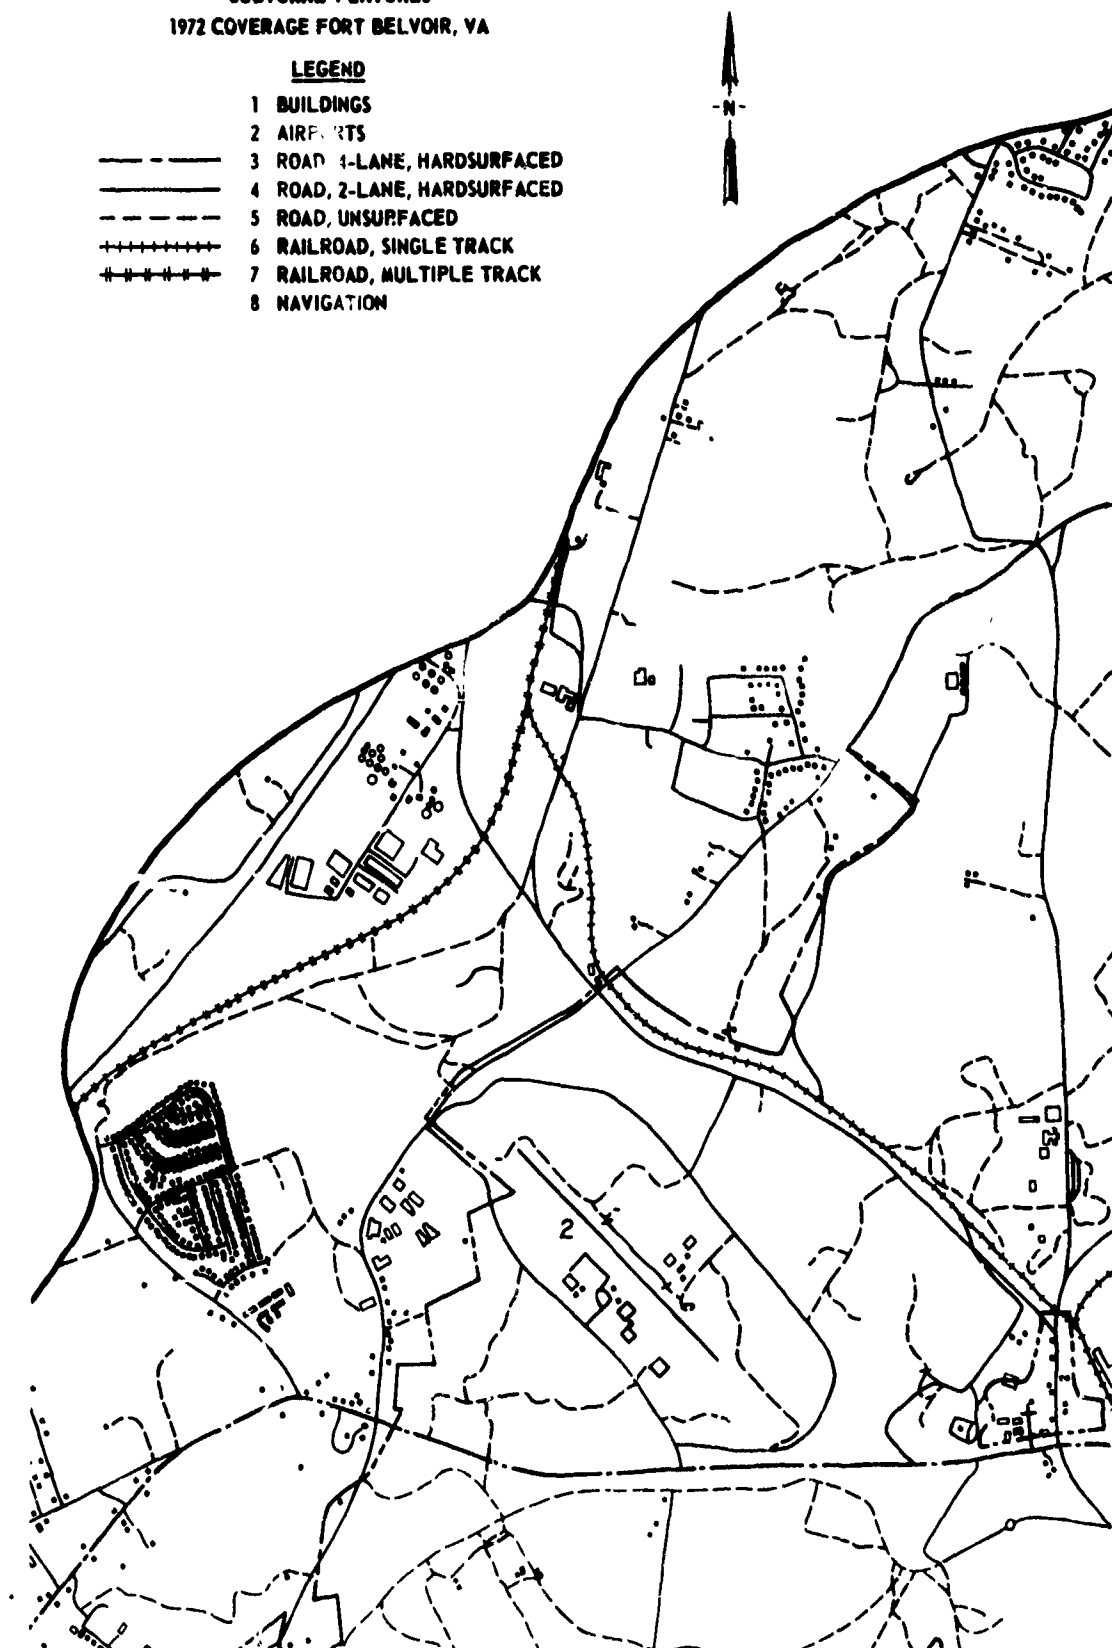 1972 COVERAGE FORT BELVOIR, VA
LEGEND
1 BUILDINGS
2
3 ROAD, 4-LANE, HARDSURFACED
4 ROAD, 2-LANE, HARDSURFACED
5 ROAD, UNSURFACED
6 RAILROAD, SINGLE TRACK
7 RAILROAD, MULTIPLE TRACK
8 NAVIGATION
-N-
2